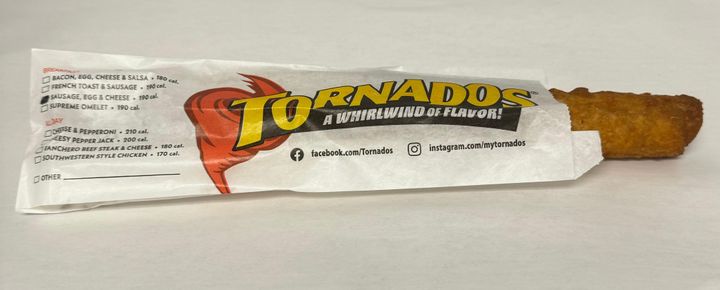 BREAKFAST
BACON, EGG, CHEESE & SALSA • 180 cal.
FRENCH TOAST & SAUSAGE • 190 cal.
SAUSAGE, EGG & CHEESE • 190 cal.
SUPREME OMELET • 190 cal.
CHEESE & PEPPERONI • 210 cal.
PEPPER JACK • 200 cal.
RANCHERO BEEF STEAK & CHEESE • 180 cal.
SOUTHWESTERN STYLE CHICKEN • 170 cal.
OTHER
TORNADOS®
A WHIRLWIND OF FLAVOR!
facebook.com/Tornados
instagram.com/mytornados